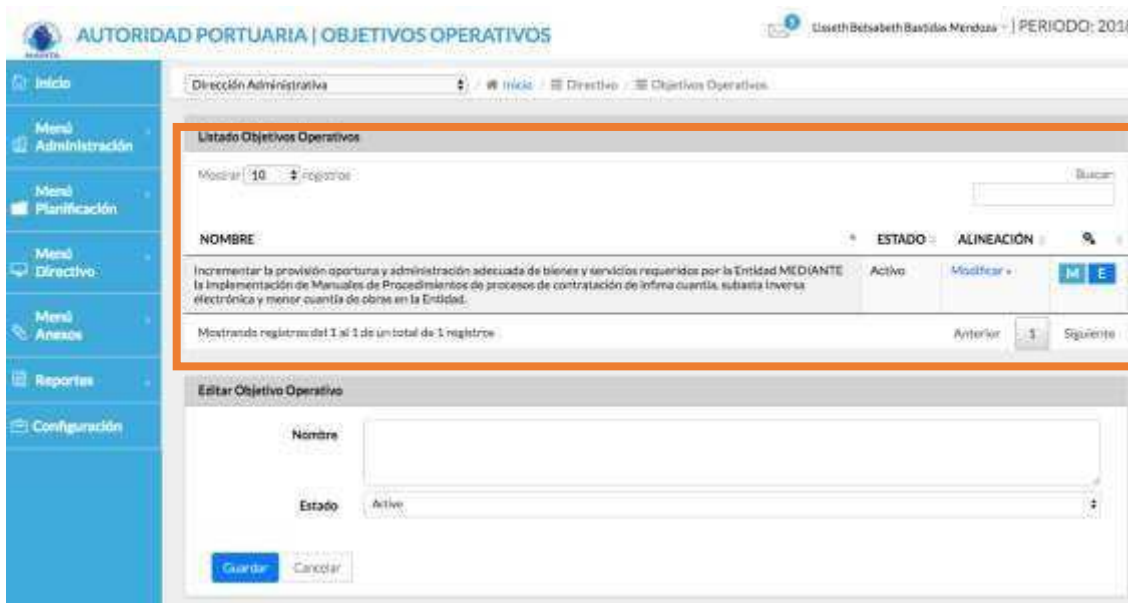 AUTORIDAD PORTUARIA | OBJETIVOS OPERATIVOS
Bastidas Mendoza | PERIODO: 201
MANTA
Inicio
Dirección Administrativa / Inicio / Directivo / Objetivos Operativos
Menú
Administración
Menú
Planificación
Menú
Directivo
Menú
Anexos
Reportes
Configuración
Listado Objetivos Operativos
Mostrar 10 registros
Buscar:
NOMBRE ESTADO ALINEACIÓN
Incrementar la provisión oportuna y administración adecuada de bienes y servicios requeridos por la Entidad MEDIANTE Activo Modificar M E
la implementación de Manuales de Procedimientos de procesos de contratación de ínfima cuantía, subasta inversa
electrónica y menor cuantía de obras en la Entidad.
Mostrando registros del 1 al 1 de un total de 1 registros Anterior 1 Siguiente
Editar Objetivo Operativo
Nombre
Estado Activo
Guardar Cancelar